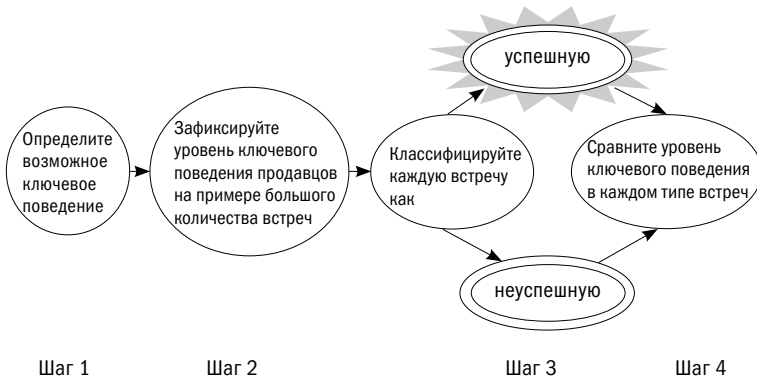 Определите
возможное
ключевое
поведение
Зафиксируйте
уровень ключевого
поведения продавцов
на примере большого
количества встреч
Классифицируйте
каждую встречу
как
успешную
неуспешную
Сравните уровень
ключевого поведения
в каждом типе встреч
Шаг 1
Шаг 2
Шаг 3
Шаг 4